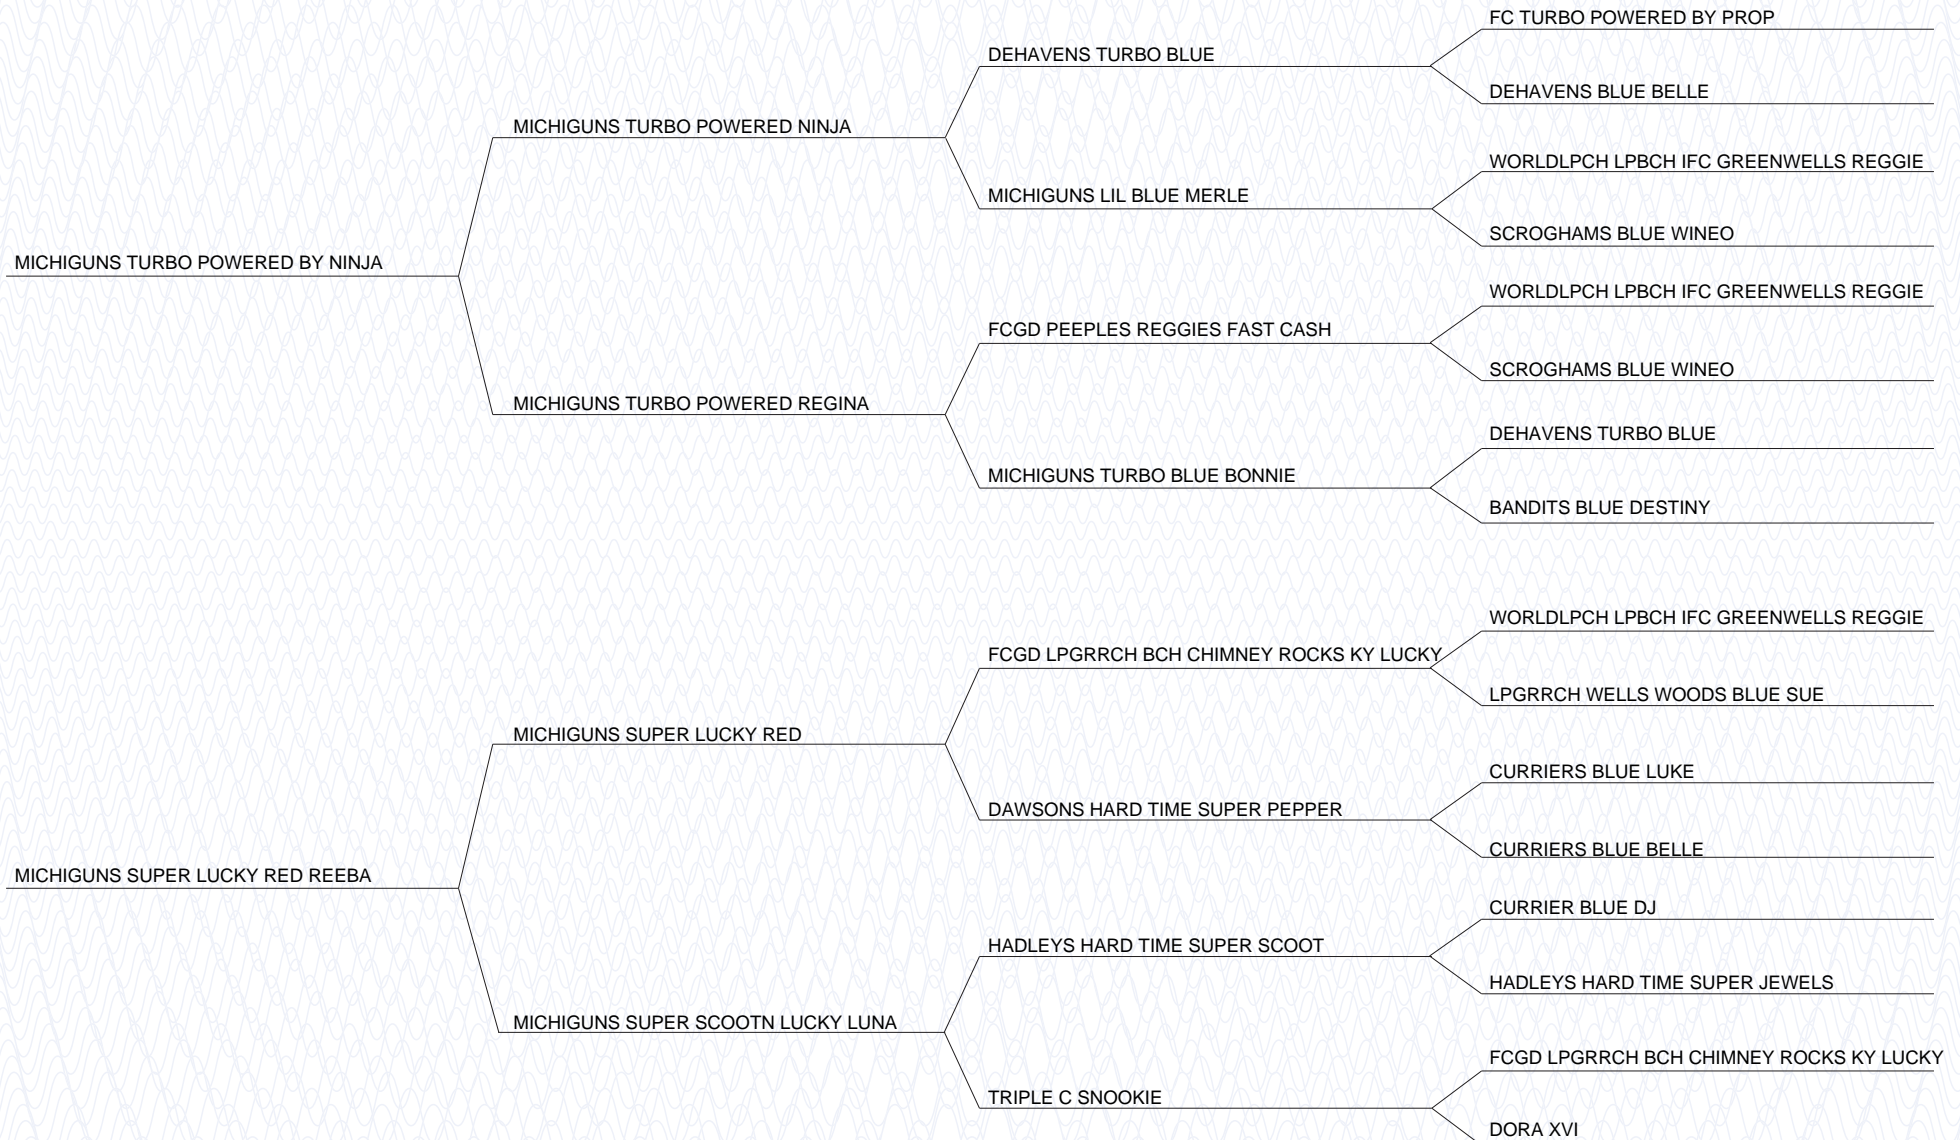 FC TURBO POWERED BY PROP
DEHAVENS TURBO BLUE
DEHAVENS BLUE BELLE
MICHIGUNS TURBO POWERED NINJA
WORLDLPCH LPBCH IFC GREENWELLS REGGIE
MICHIGUNS LIL BLUE MERLE
SCROGHAMS BLUE WINEO
MICHIGUNS TURBO POWERED BY NINJA
WORLDLPCH LPBCH IFC GREENWELLS REGGIE
FCGD PEEPLES REGGIES FAST CASH
SCROGHAMS BLUE WINEO
MICHIGUNS TURBO POWERED REGINA
DEHAVENS TURBO BLUE
MICHIGUNS TURBO BLUE BONNIE
BANDITS BLUE DESTINY
WORLDLPCH LPBCH IFC GREENWELLS REGGIE
FCGD LPGRRCH BCH CHIMNEY ROCKS KY LUCKY
LPGRRCH WELLS WOODS BLUE SUE
MICHIGUNS SUPER LUCKY RED
CURRIERS BLUE LUKE
DAWSONS HARD TIME SUPER PEPPER
CURRIERS BLUE BELLE
MICHIGUNS SUPER LUCKY RED REEBA
CURRIER BLUE DJ
HADLEYS HARD TIME SUPER SCOOT
HADLEYS HARD TIME SUPER JEWELS
MICHIGUNS SUPER SCOOTN LUCKY LUNA
FCGD LPGRRCH BCH CHIMNEY ROCKS KY LUCKY
TRIPLE C SNOOKIE
DORA XVI